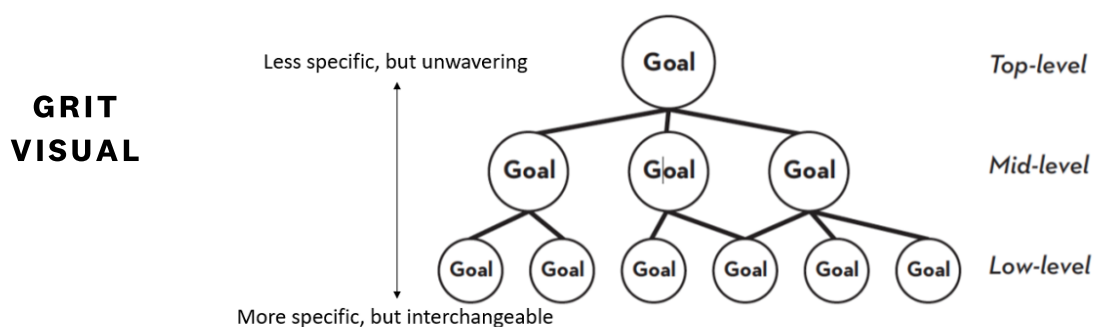 GRIT
VISUAL
Less specific, but unwavering
Goal
Top-level
Goal Goal Goal
Mid-level
Goal Goal Goal Goal Goal Goal
Low-level
More specific, but interchangeable